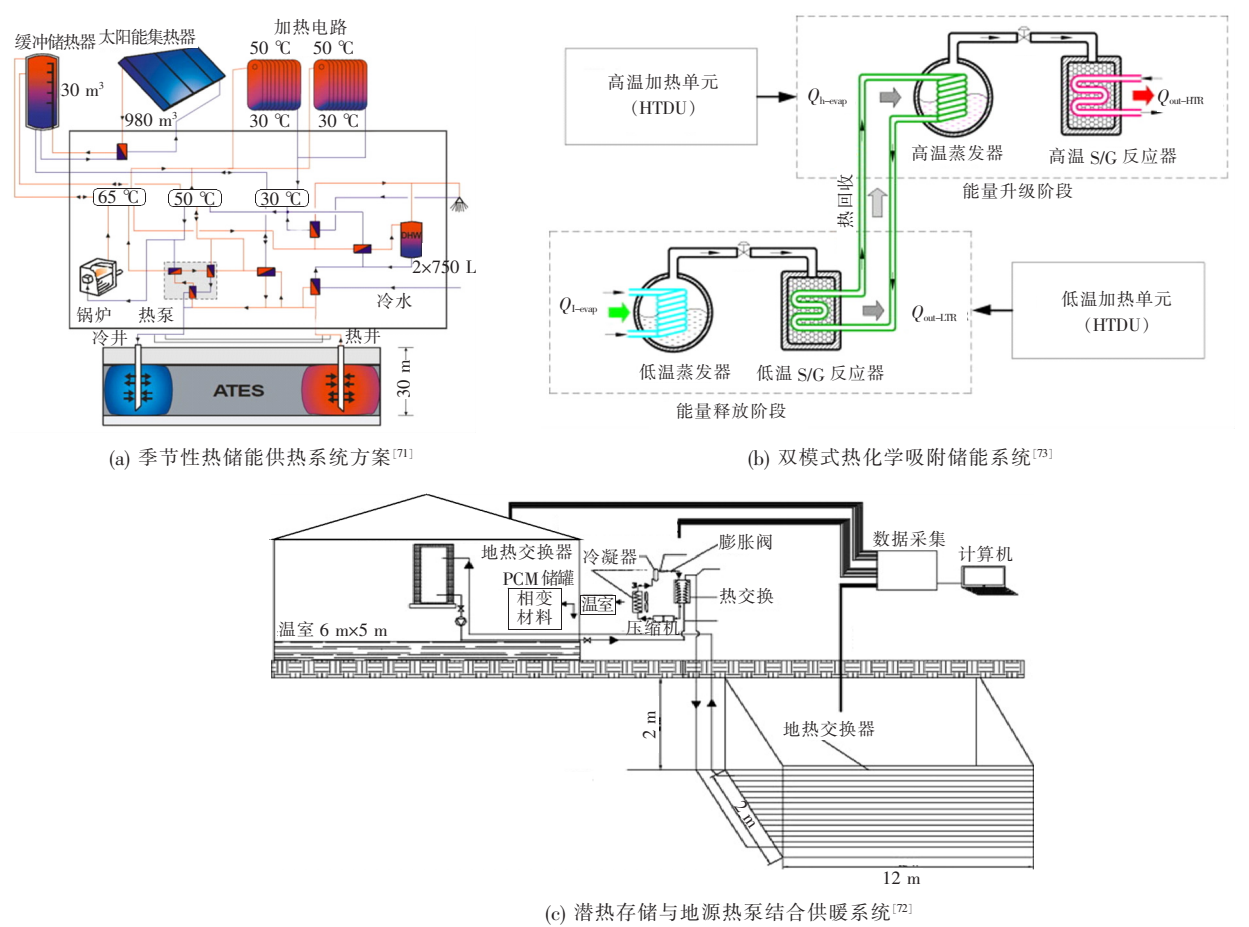 缓冲储热器
太阳能集热器
加热电路
50 ℃
50 ℃
30 m³
980 m³
30 ℃
30 ℃
65 ℃
50 ℃
30 ℃
DHW
2×750 L
锅炉
热泵
冷水
冷井
热井
ATES
30 m
(a) 季节性热储能供热系统方案[71]
高温加热单元
（HTDU）
Qh-evap
Qout-HTR
高温蒸发器
高温 S/G 反应器
能量升级阶段
热回收
Ql-evap
Qout-LTR
低温加热单元
（HTDU）
低温蒸发器
低温 S/G 反应器
能量释放阶段
(b) 双模式热化学吸附储能系统[73]
地热交换器
冷凝器
膨胀阀
数据采集
计算机
PCM 储罐
相变
材料
温室
热交换
压缩机
温室 6 m×5 m
2 m
地热交换器
2 m
12 m
(c) 潜热存储与地源热泵结合供暖系统[72]